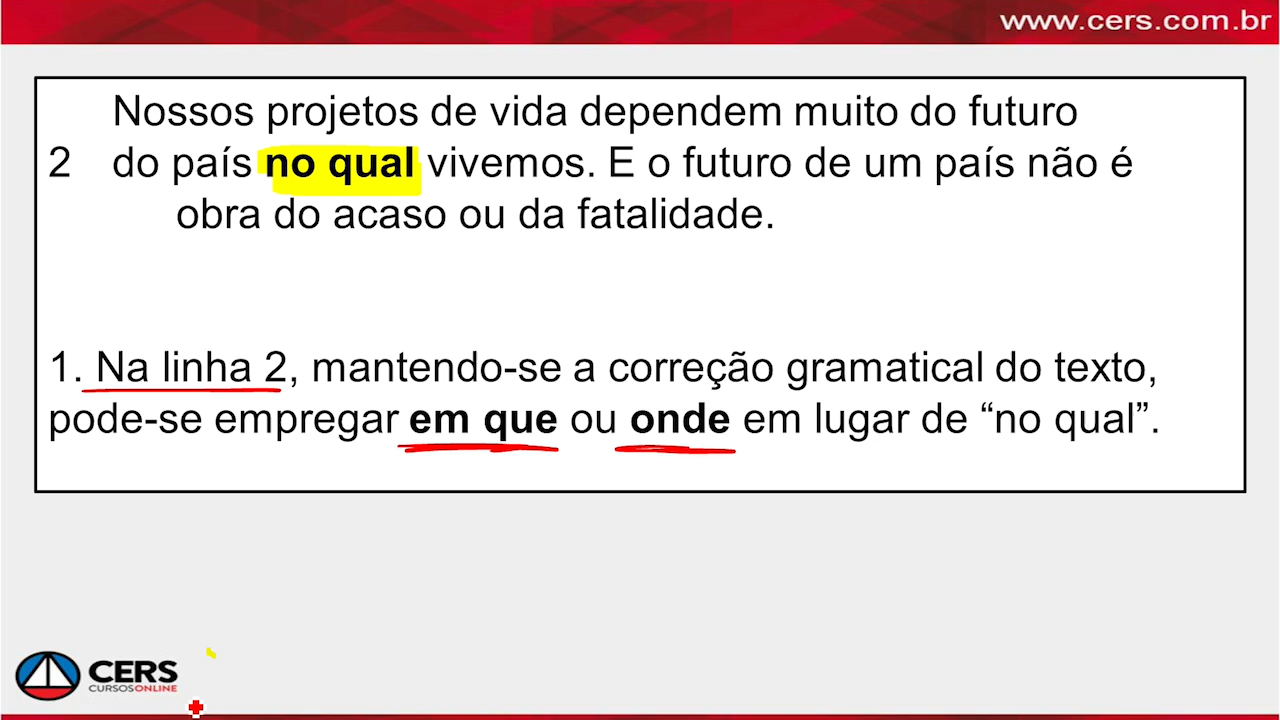 www.cers.com.br
Nossos projetos de vida dependem muito do futuro
2 do país no qual vivemos. E o futuro de um país não é
obra do acaso ou da fatalidade.
1. Na linha 2, mantendo-se a correção gramatical do texto,
pode-se empregar em que ou onde em lugar de “no qual”.
CERS
CURSOSONLINE